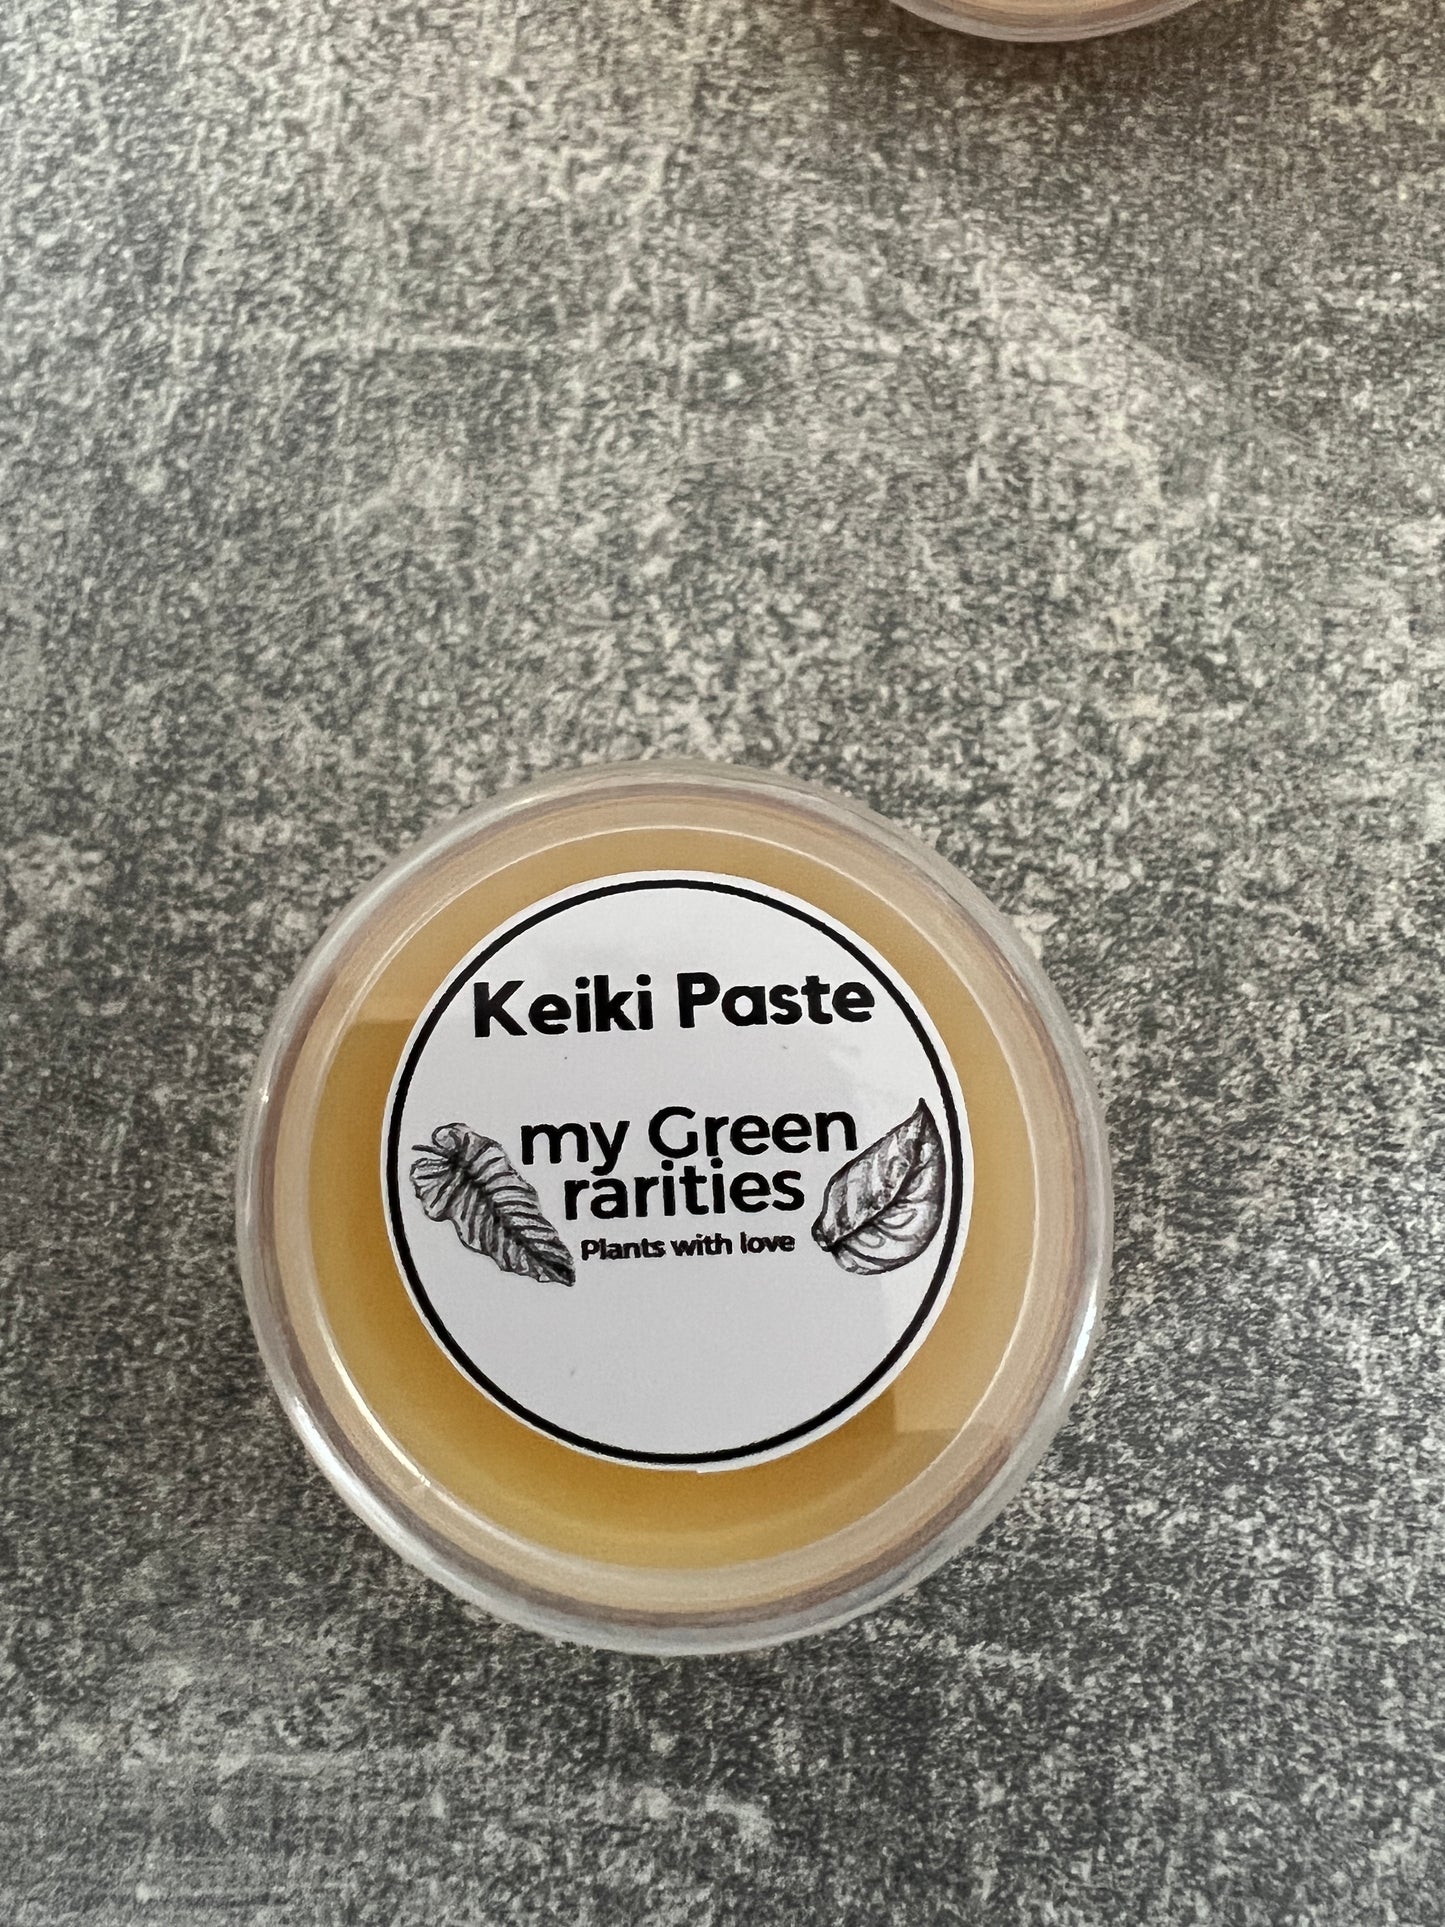 Keiki Paste
my Green
rarities
Plants with love